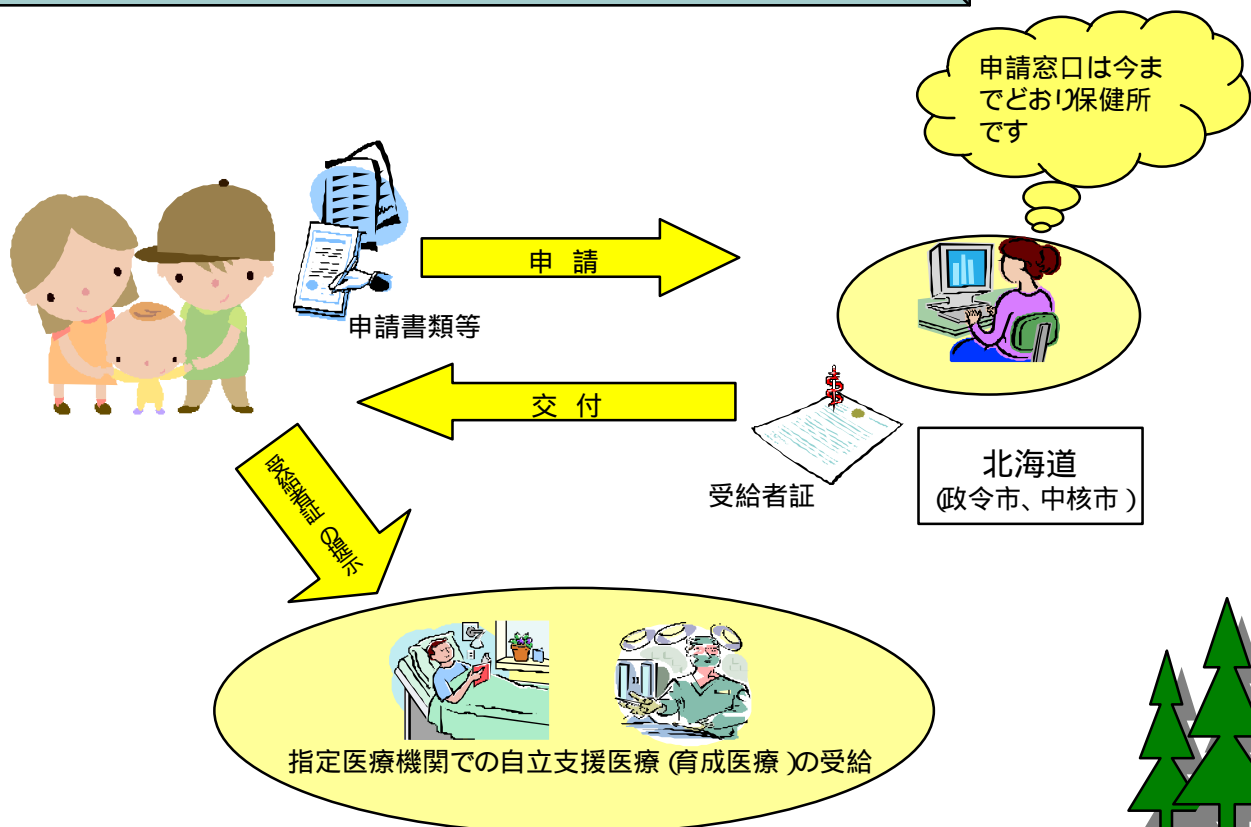 申請窓口は今ま
でどおり保健所
です
申 請
申請書類等
交 付
受給者証
北海道
(政令市、中核市)
受給者証の提示
指定医療機関での自立支援医療(育成医療)の受給